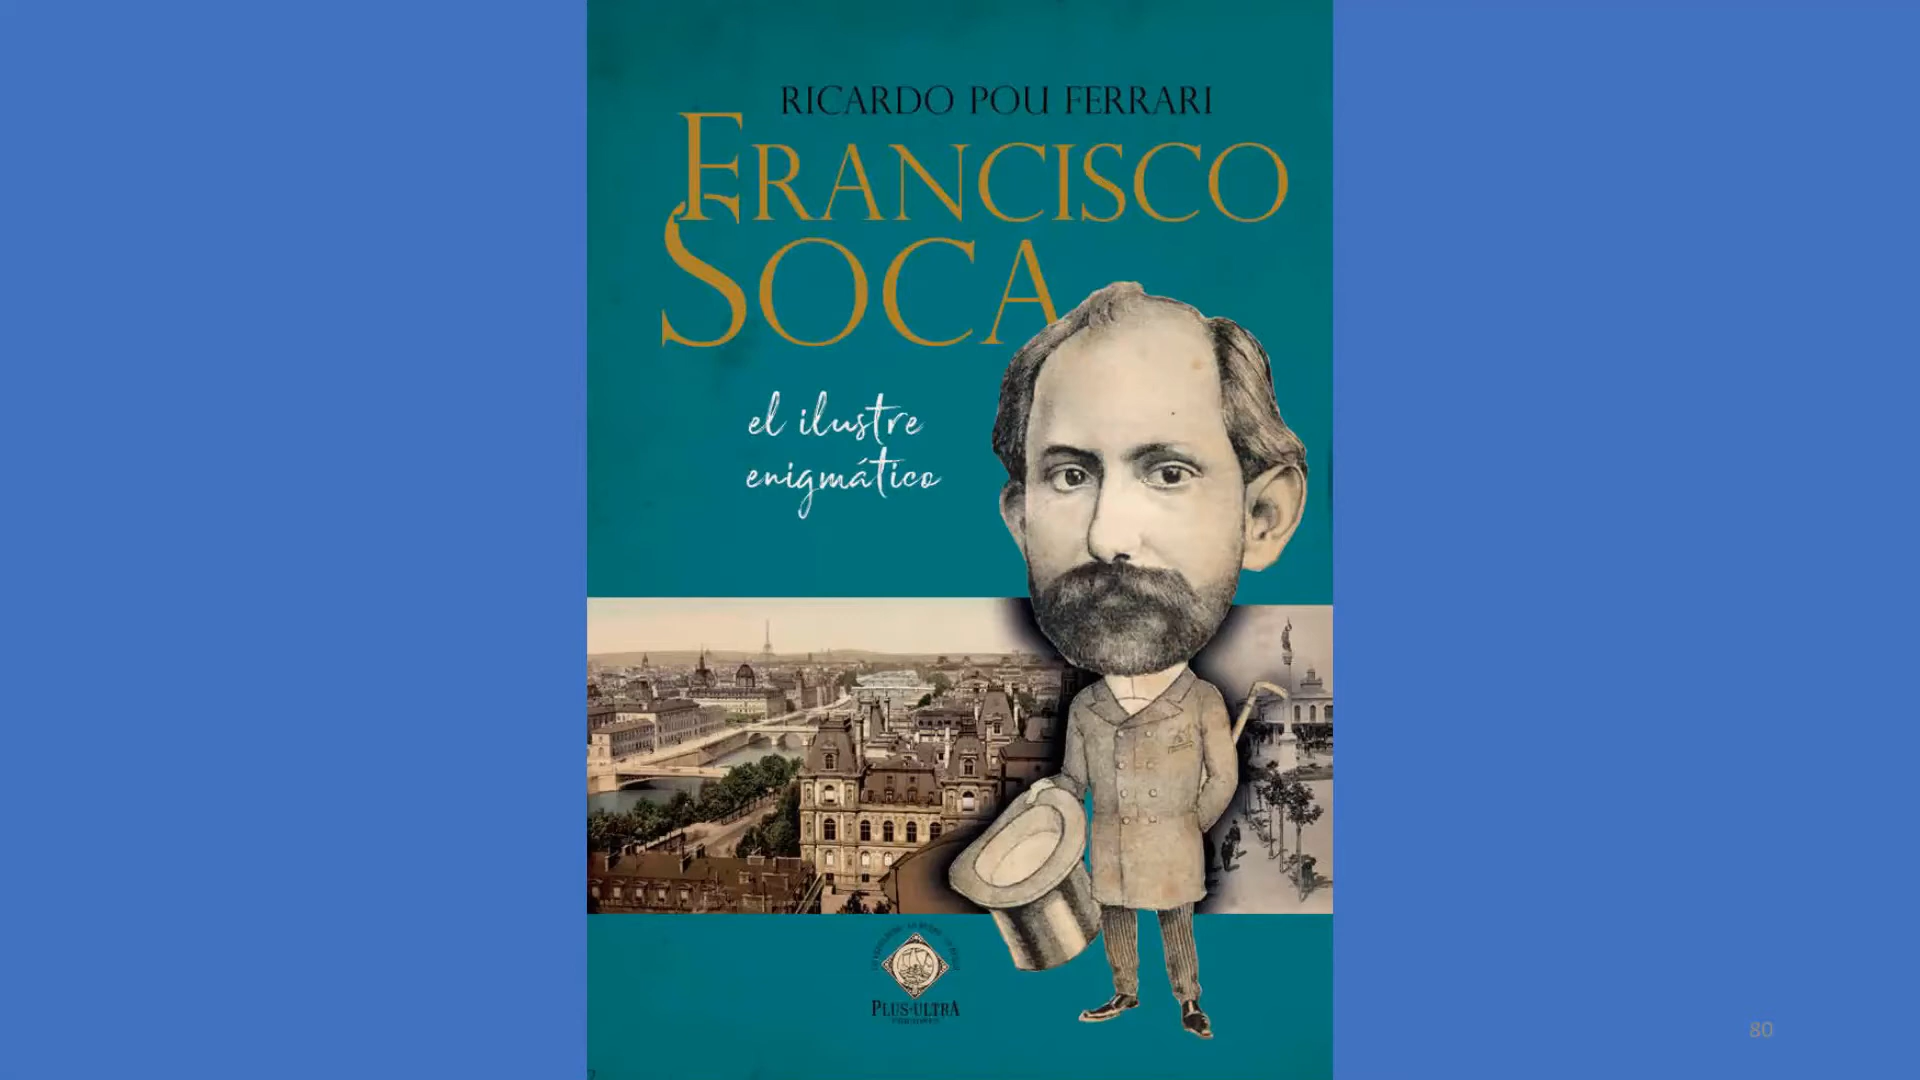 RICARDO POU FERRARI
FRANCISCO
SOCA
el ilustre
enigmático
PLUS·ULTRA
80